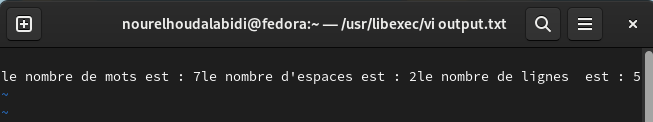 nourelhoudalabidi@fedora:~ — /usr/libexec/vi output.txt
le nombre de mots est : 7le nombre d'espaces est : 2le nombre de lignes  est : 5
~
~